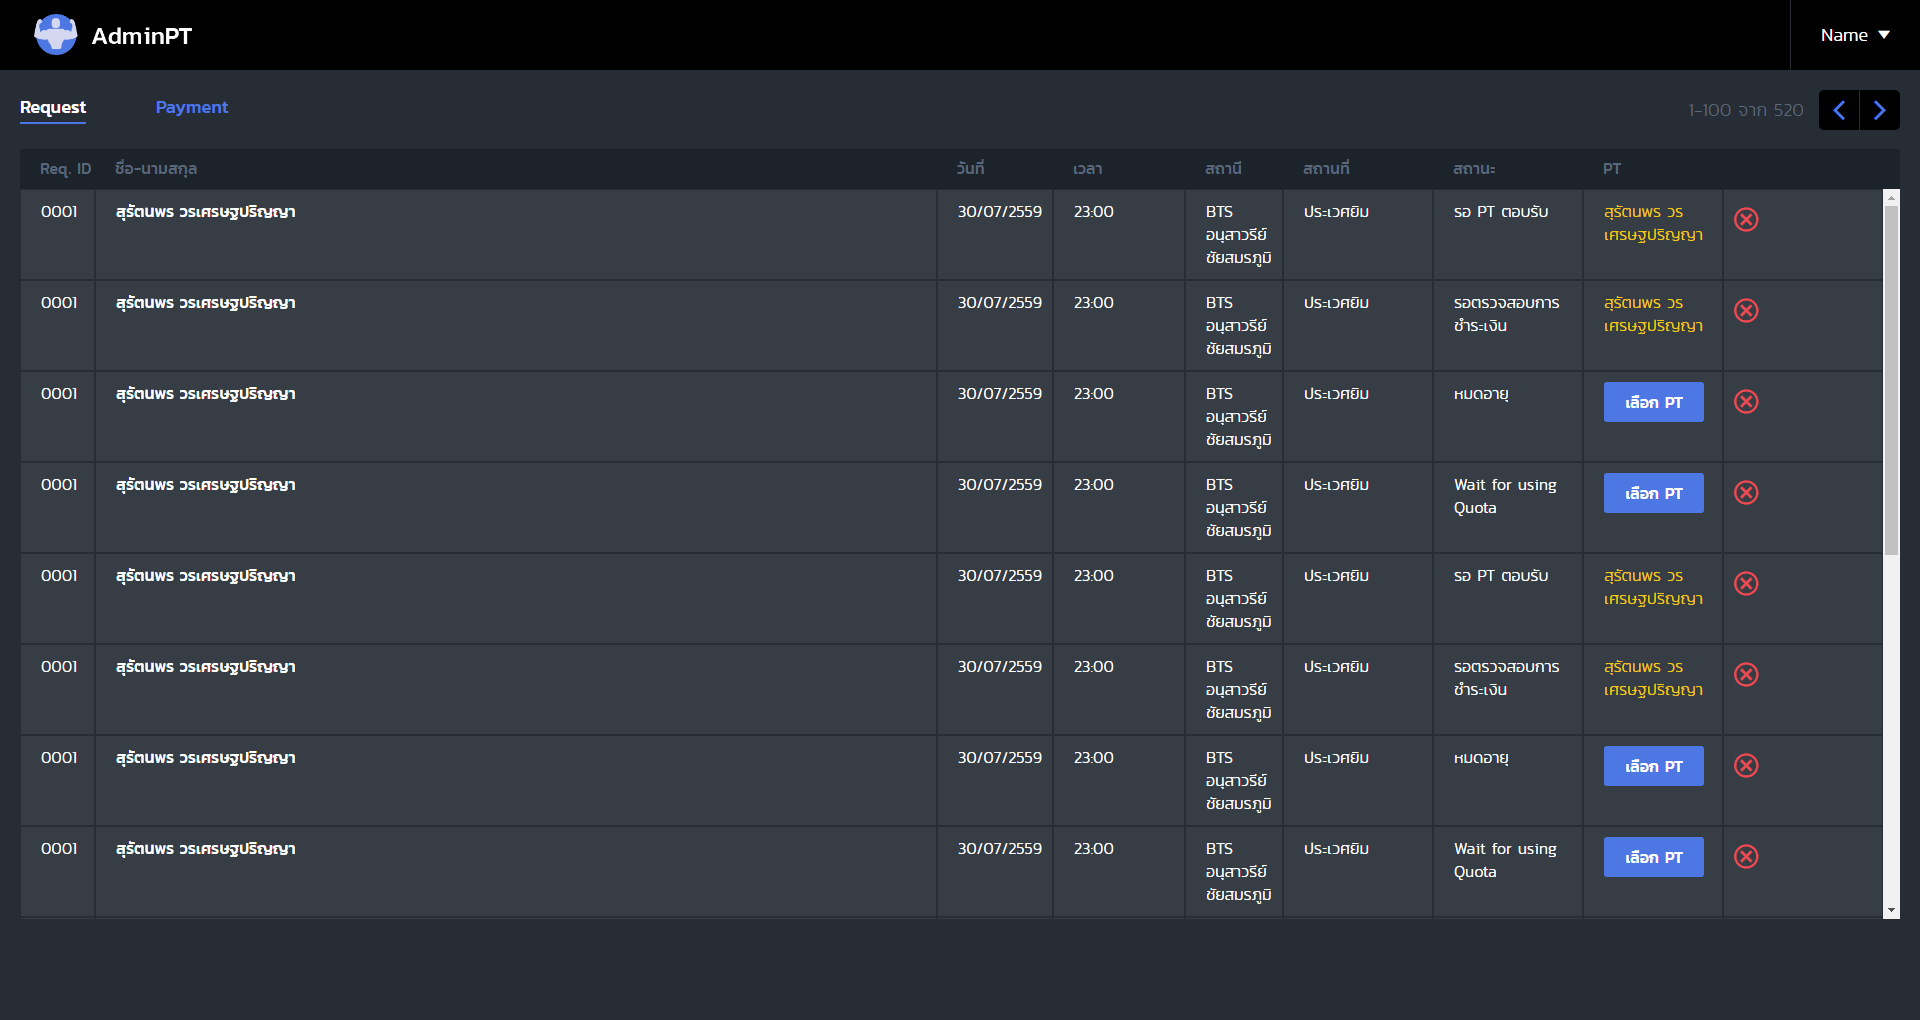 AdminPT
Name
Request Payment
1-100 จาก 520
Req. ID ชื่อ-นามสกุล วันที่ เวลา สถานี สถานที่ สถานะ PT
0001 สุรัตนพร วรเศรษฐปริญญา 30/07/2559 23:00 BTS ประเวศยิม รอ PT ตอบรับ สุรัตนพร วร
อนุสาวรีย์ เศรษฐปริญญา
ชัยสมรภูมิ
0001 สุรัตนพร วรเศรษฐปริญญา 30/07/2559 23:00 BTS ประเวศยิม รอตรวจสอบการ สุรัตนพร วร
อนุสาวรีย์ ชำระเงิน เศรษฐปริญญา
ชัยสมรภูมิ
0001 สุรัตนพร วรเศรษฐปริญญา 30/07/2559 23:00 BTS ประเวศยิม หมดอายุ เลือก PT
อนุสาวรีย์
ชัยสมรภูมิ
0001 สุรัตนพร วรเศรษฐปริญญา 30/07/2559 23:00 BTS ประเวศยิม Wait for using เลือก PT
อนุสาวรีย์ Quota
ชัยสมรภูมิ
0001 สุรัตนพร วรเศรษฐปริญญา 30/07/2559 23:00 BTS ประเวศยิม รอ PT ตอบรับ สุรัตนพร วร
อนุสาวรีย์ เศรษฐปริญญา
ชัยสมรภูมิ
0001 สุรัตนพร วรเศรษฐปริญญา 30/07/2559 23:00 BTS ประเวศยิม รอตรวจสอบการ สุรัตนพร วร
อนุสาวรีย์ ชำระเงิน เศรษฐปริญญา
ชัยสมรภูมิ
0001 สุรัตนพร วรเศรษฐปริญญา 30/07/2559 23:00 BTS ประเวศยิม หมดอายุ เลือก PT
อนุสาวรีย์
ชัยสมรภูมิ
0001 สุรัตนพร วรเศรษฐปริญญา 30/07/2559 23:00 BTS ประเวศยิม Wait for using เลือก PT
อนุสาวรีย์ Quota
ชัยสมรภูมิ